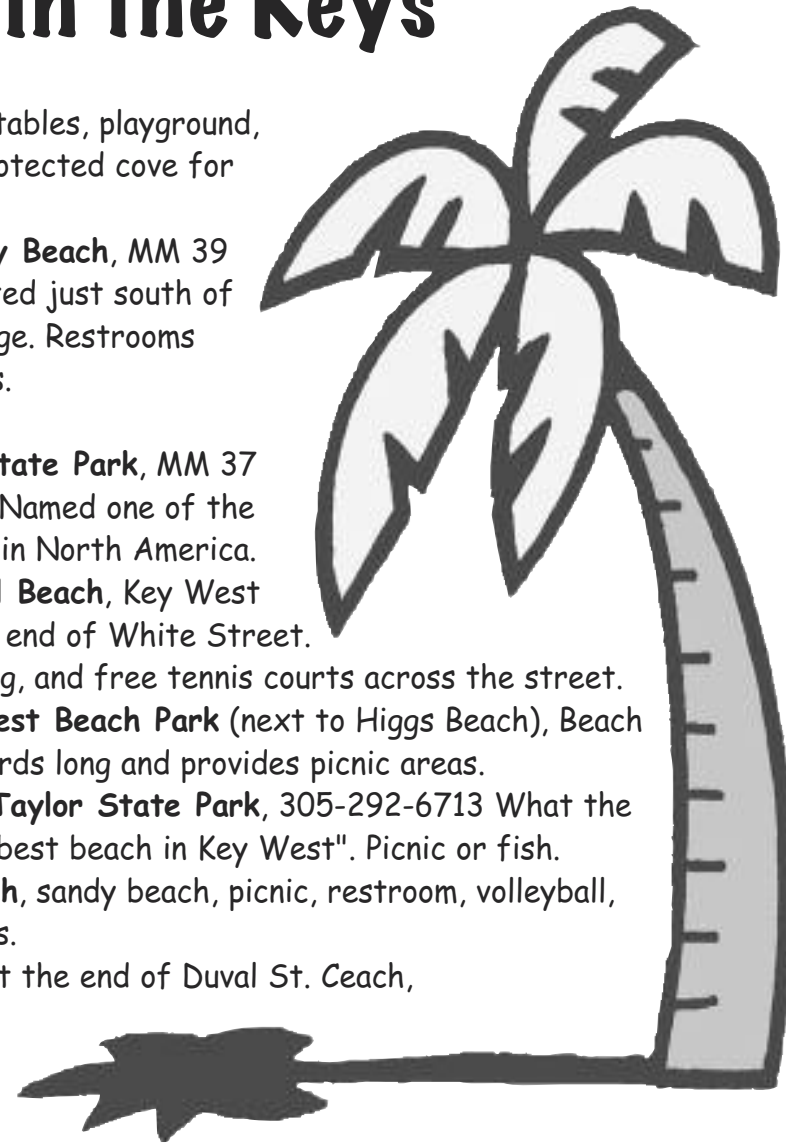 in the Keys
tables, playground,
otected cove for
y Beach, MM 39
ed just south of
ge. Restrooms
s.
tate Park, MM 37
Named one of the
in North America.
l Beach, Key West
end of White Street.
g, and free tennis courts across the street.
est Beach Park (next to Higgs Beach), Beach
rds long and provides picnic areas.
Taylor State Park, 305-292-6713 What the
best beach in Key West". Picnic or fish.
h, sandy beach, picnic, restroom, volleyball,
s.
t the end of Duval St. Ceach,